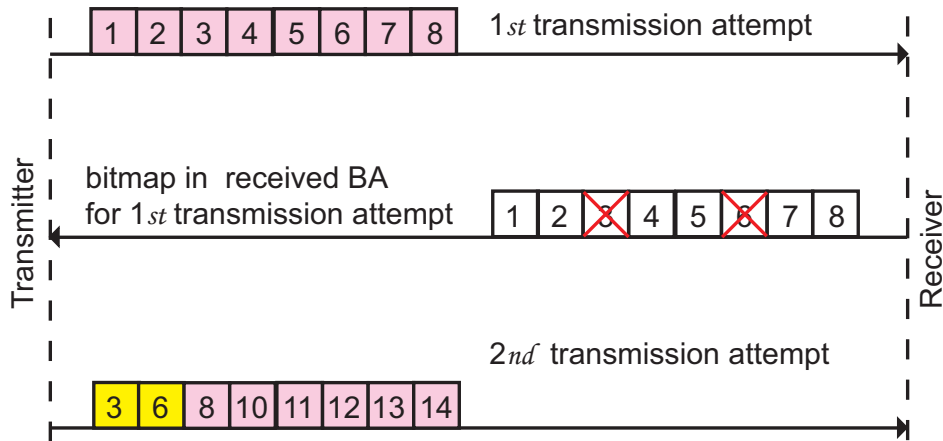 1 2 3 4 5 6 7 8
1st transmission attempt
Transmitter
bitmap in received BA
for 1st transmission attempt
1 2 3 4 5 6 7 8
Receiver
2nd transmission attempt
3 6 8 10 11 12 13 14